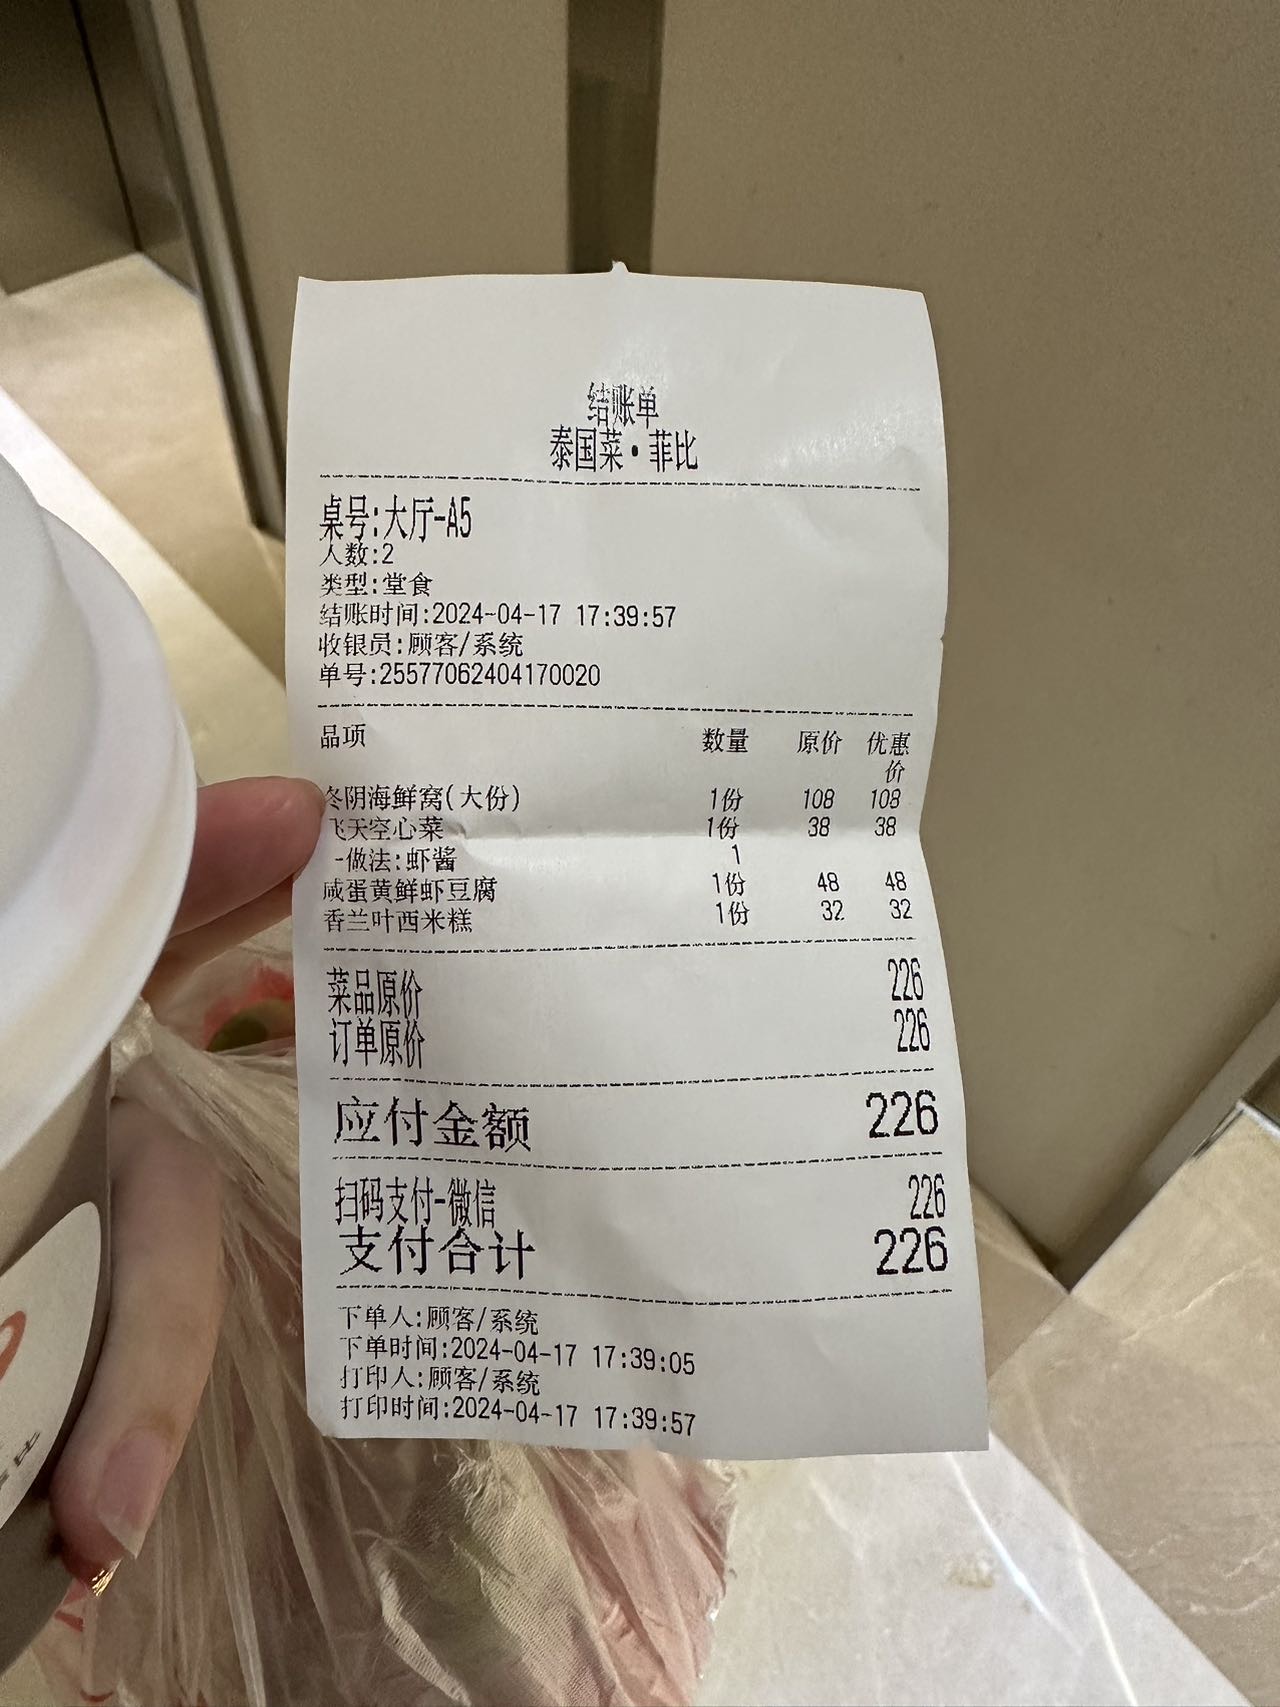 结账单
泰国菜·菲比
桌号:大厅-A5
人数:2
类型:堂食
结账时间:2024-04-17 17:39:57
收银员:顾客/系统
单号:25577062404170020
品项 数量 原价 优惠价
冬阴海鲜窝(大份) 1份 108 108
飞天空心菜 1份 38 38
-做法:虾酱 1
咸蛋黄鲜虾豆腐 1份 48 48
香兰叶西米糕 1份 32 32
菜品原价 226
订单原价 226
应付金额 226
扫码支付-微信 226
支付合计 226
下单人:顾客/系统
下单时间:2024-04-17 17:39:05
打印人:顾客/系统
打印时间:2024-04-17 17:39:57